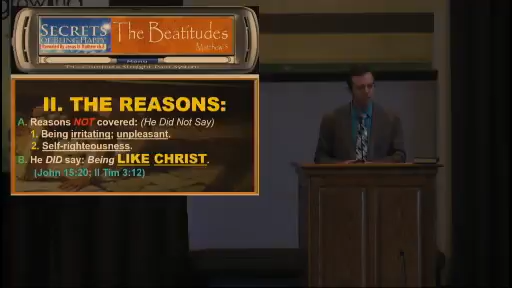 SECRETS
OF BEING HAPPY
The Beatitudes
Matthew 5
Menu
II. THE REASONS:
A. Reasons NOT covered: (He Did Not Say)
1. Being irritating; unpleasant.
2. Self-righteousness.
B. He DID say: Being LIKE CHRIST.
(John 15:20; II Tim 3:12)